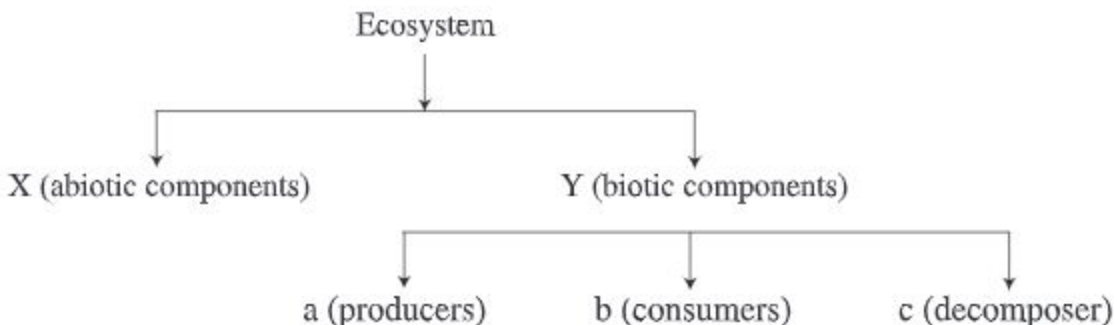 Ecosystem
X (abiotic components) Y (biotic components)
a (producers) b (consumers) c (decomposer)